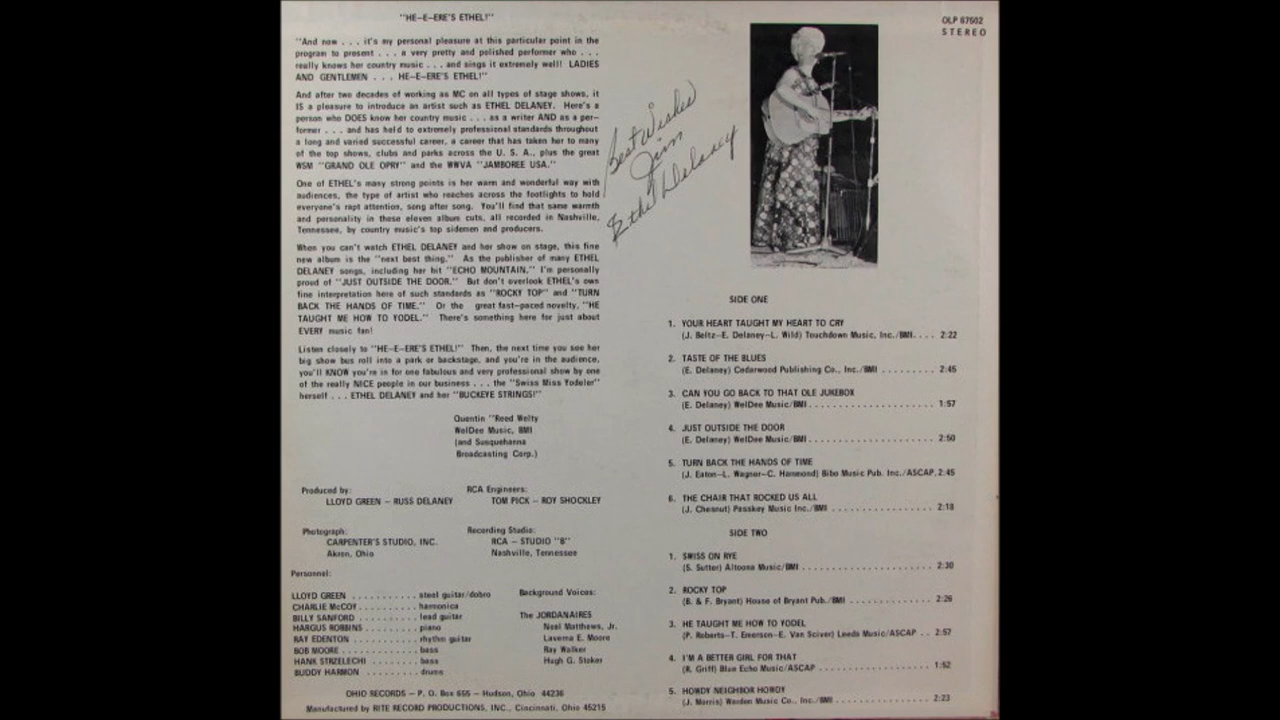 "HE–E–ERE'S ETHEL!"
"And now . . . it's my personal pleasure at this particular point in the
program to present . . . a very pretty and polished performer who . . .
really knows her country music . . . and sings it extremely well! LADIES
AND GENTLEMEN . . . HE–E–ERE'S ETHEL!"
And after two decades of working as MC on all types of stage shows, it
IS a pleasure to introduce an artist such as ETHEL DELANEY. Here's a
person who DOES know her country music . . . as a writer AND as a per–
former . . . and has held to extremely professional standards throughout
a long and varied successful career, a career that has taken her to many
of the top shows, clubs and parks across the U. S. A., plus the great
WSM "GRAND OLE OPRY" and the WWVA "JAMBOREE USA."
One of ETHEL's many strong points is her warm and wonderful way with
audiences, the type of artist who reaches across the footlights to hold
everyone's rapt attention, song after song. You'll find that same warmth
and personality in these eleven album cuts, all recorded in Nashville,
Tennessee, by country music's top sidemen and producers.
When you can't watch ETHEL DELANEY and her show on stage, this fine
new album is the "next best thing." As the publisher of many ETHEL
DELANEY songs, including her hit "ECHO MOUNTAIN," I'm personally
proud of "JUST OUTSIDE THE DOOR." But don't overlook ETHEL's own
fine interpretation here of such standards as "ROCKY TOP" and "TURN
BACK THE HANDS OF TIME." Or the great fast–paced novelty, "HE
TAUGHT ME HOW TO YODEL." There's something here for just about
EVERY music fan!
Listen closely to "HE–E–ERE'S ETHEL!" Then, the next time you see her
big show bus roll into a park or backstage, and you're in the audience,
you'll KNOW you're in for one fabulous and very professional show by one
of the really NICE people in our business . . . the "Swiss Miss Yodeler"
herself . . . ETHEL DELANEY and her "BUCKEYE STRINGS!"
Quentin "Reed Welty
WelDee Music, BMI
(and Susquehanna
Broadcasting Corp.)
Produced by:
LLOYD GREEN – RUSS DELANEY
RCA Engineers:
TOM PICK – ROY SHOCKLEY
Photograph:
CARPENTER'S STUDIO, INC.
Akron, Ohio
Recording Studio:
RCA – STUDIO "B"
Nashville, Tennessee
Personnel:
LLOYD GREEN . . . . . . . . . . . steel guitar/dobro
CHARLIE McCOY . . . . . . . . . . harmonica
BILLY SANFORD . . . . . . . . . . lead guitar
HARGUS ROBBINS . . . . . . . . . piano
RAY EDENTON . . . . . . . . . . . rhythm guitar
BOB MOORE . . . . . . . . . . . . bass
HANK STRZELECHI . . . . . . . . bass
BUDDY HARMON . . . . . . . . . . drums
Background Voices:
The JORDANAIRES
Neal Matthews, Jr.
Laverna E. Moore
Ray Walker
Hugh G. Stoker
OHIO RECORDS – P. O. Box 655 – Hudson, Ohio 44236
Manufactured by RITE RECORD PRODUCTIONS, INC., Cincinnati, Ohio 45215
Best Wishes
Jim
Ethel Delaney
OLP 67502
STEREO
SIDE ONE
1. YOUR HEART TAUGHT MY HEART TO CRY
(J. Beltz–E. Delaney–L. Wild) Touchdown Music, Inc./BMI. . . . 2:22
2. TASTE OF THE BLUES
(E. Delaney) Cedarwood Publishing Co., Inc./BMI . . . . . . . . . 2:45
3. CAN YOU GO BACK TO THAT OLE JUKEBOX
(E. Delaney) WelDee Music/BMI . . . . . . . . . . . . . . . . . . . 1:57
4. JUST OUTSIDE THE DOOR
(E. Delaney) WelDee Music/BMI . . . . . . . . . . . . . . . . . . . 2:50
5. TURN BACK THE HANDS OF TIME
(J. Eaton–L. Wagner–C. Hammond) Bibo Music Pub. Inc./ASCAP. 2:45
6. THE CHAIR THAT ROCKED US ALL
(J. Chesnut) Passkey Music Inc./BMI . . . . . . . . . . . . . . . . 2:18
SIDE TWO
1. SWISS ON RYE
(S. Sutter) Altoona Music/BMI . . . . . . . . . . . . . . . . . . . . 2:30
2. ROCKY TOP
(B. & F. Bryant) House of Bryant Pub./BMI . . . . . . . . . . . . . 2:26
3. HE TAUGHT ME HOW TO YODEL
(P. Roberts–T. Emerson–E. Van Sciver) Leeds Music/ASCAP . . 2:57
4. I'M A BETTER GIRL FOR THAT
(R. Griff) Blue Echo Music/ASCAP . . . . . . . . . . . . . . . . . 1:52
5. HOWDY NEIGHBOR HOWDY
(J. Morris) Warden Music Co., Inc./BMI . . . . . . . . . . . . . . . 2:23